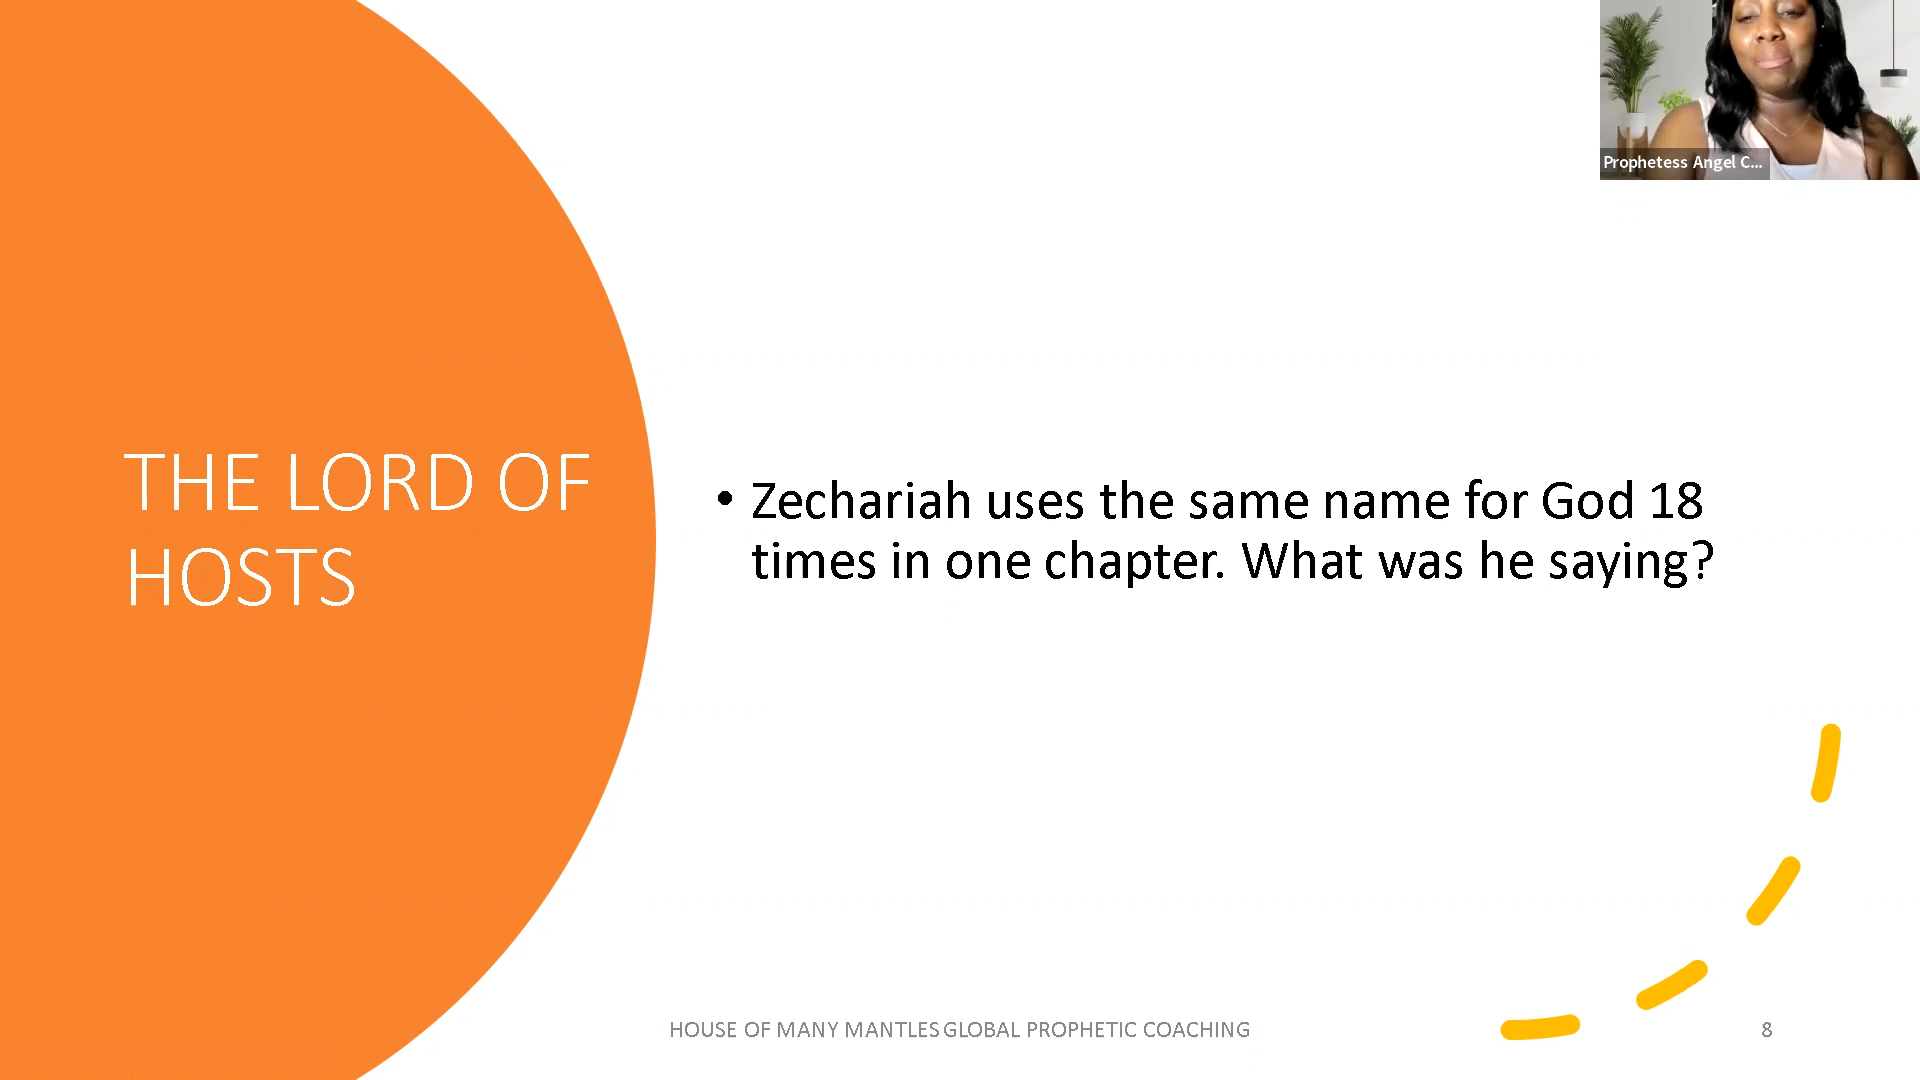 Prophetess Angel C...
THE LORD OF
HOSTS
• Zechariah uses the same name for God 18
times in one chapter. What was he saying?
HOUSE OF MANY MANTLES GLOBAL PROPHETIC COACHING
8